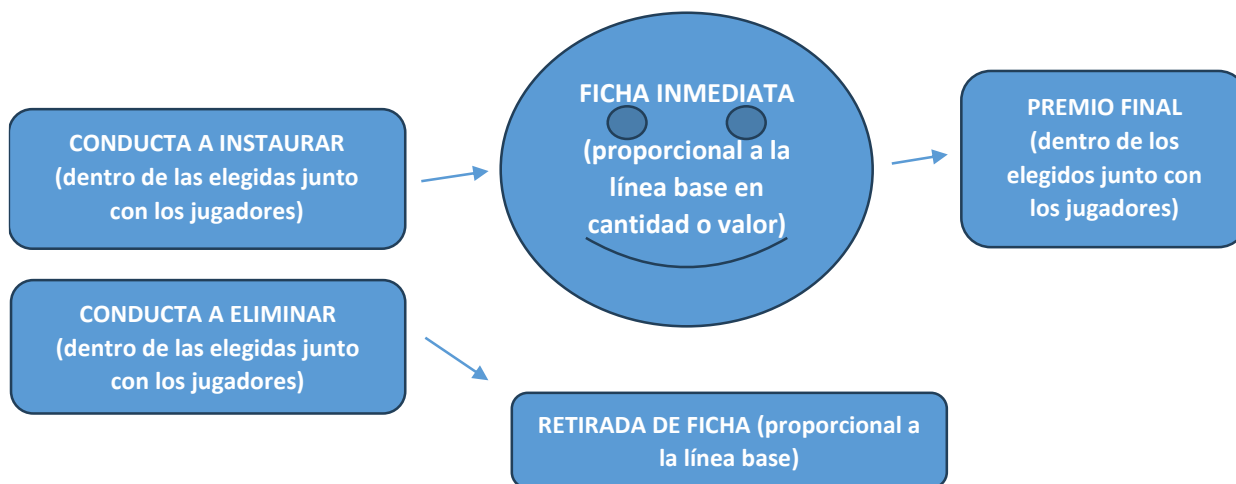 CONDUCTA A INSTAURAR
(dentro de las elegidas junto
con los jugadores)
FICHA INMEDIATA
(proporcional a la
línea base en
cantidad o valor)
PREMIO FINAL
(dentro de los
elegidos junto con
los jugadores)
CONDUCTA A ELIMINAR
(dentro de las elegidas junto
con los jugadores)
RETIRADA DE FICHA (proporcional a
la línea base)